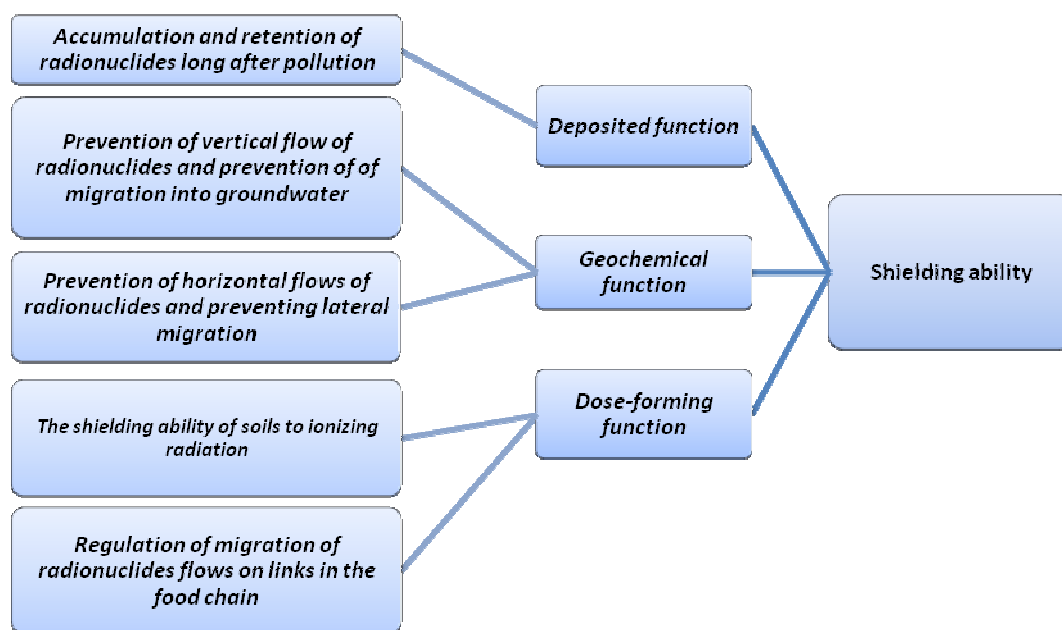 Accumulation and retention of
radionuclides long after pollution
Prevention of vertical flow of
radionuclides and prevention of of
migration into groundwater
Prevention of horizontal flows of
radionuclides and preventing lateral
migration
The shielding ability of soils to ionizing
radiation
Regulation of migration of
radionuclides flows on links in the
food chain
Deposited function
Geochemical
function
Dose-forming
function
Shielding ability